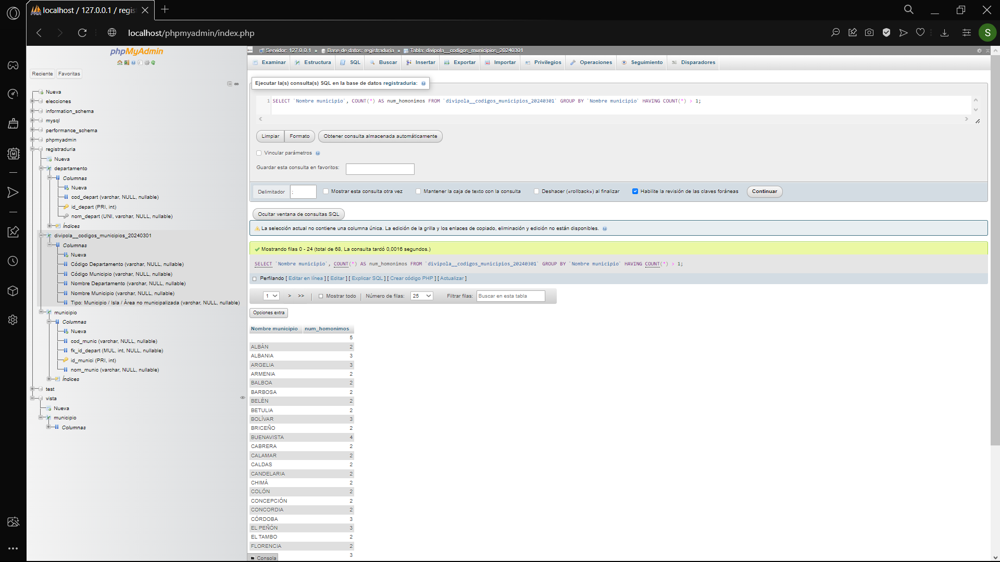 localhost / 127.0.0.1 / regis
localhost/phpmyadmin/index.php
S
phpMyAdmin
Reciente
Favoritas
Nueva
elecciones
information_schema
mysql
performance_schema
phpmyadmin
registraduria
Nueva
departamento
Columnas
Nueva
cod_depart (varchar, NULL, nullable)
id_depart (PRI, int)
nom_depart (UNI, varchar, NULL, nullable)
Índices
divipola__codigos_municipios_20240301
Columnas
Nueva
Código Departamento (varchar, NULL, nullable)
Código Municipio (varchar, NULL, nullable)
Nombre Departamento (varchar, NULL, nullable)
Nombre Municipio (varchar, NULL, nullable)
Tipo: Municipio / Isla / Área no municipalizada (varchar, NULL, nullable)
municipio
Columnas
Nueva
cod_munic (varchar, NULL, nullable)
fk_id_depart (MUL, int, NULL, nullable)
id_munici (PRI, int)
nom_munic (varchar, NULL, nullable)
Índices
test
vista
Nueva
municipio
Columnas
Servidor: 127.0.0.1 » Base de datos: registraduria » Tabla: divipola__codigos_municipios_20240301
Examinar Estructura SQL Buscar Insertar Exportar Importar Privilegios Operaciones Seguimiento Disparadores
Ejecutar la(s) consulta(s) SQL en la base de datos registraduria:
1 SELECT `Nombre municipio`, COUNT(*) AS num_homonimos FROM `divipola__codigos_municipios_20240301` GROUP BY `Nombre municipio` HAVING COUNT(*) > 1;
Limpiar Formato Obtener consulta almacenada automáticamente
Vincular parámetros
Guardar esta consulta en favoritos:
Delimitador ; Mostrar esta consulta otra vez Mantener la caja de texto con la consulta Deshacer («rollback») al finalizar Habilite la revisión de las claves foráneas Continuar
Ocultar ventana de consultas SQL
La selección actual no contiene una columna única. La edición de la grilla y los enlaces de copiado, eliminación y edición no están disponibles.
Mostrando filas 0 - 24 (total de 68, La consulta tardó 0,0016 segundos.)
SELECT `Nombre municipio`, COUNT(*) AS num_homonimos FROM `divipola__codigos_municipios_20240301` GROUP BY `Nombre municipio` HAVING COUNT(*) > 1;
Perfilando [ Editar en línea ] [ Editar ] [ Explicar SQL ] [ Crear código PHP ] [ Actualizar ]
1 > >> | Mostrar todo | Número de filas: 25 Filtrar filas: Buscar en esta tabla
Opciones extra
Nombre municipio num_homonimos
5
ALBÁN 2
ALBANIA 3
ARGELIA 3
ARMENIA 2
BALBOA 2
BARBOSA 2
BELÉN 2
BETULIA 2
BOLÍVAR 3
BRICEÑO 2
BUENAVISTA 4
CABRERA 2
CALAMAR 2
CALDAS 2
CANDELARIA 2
CHIMÁ 2
COLÓN 2
CONCEPCIÓN 2
CONCORDIA 2
CÓRDOBA 3
EL PEÑÓN 3
EL TAMBO 2
FLORENCIA 2
3
Consola